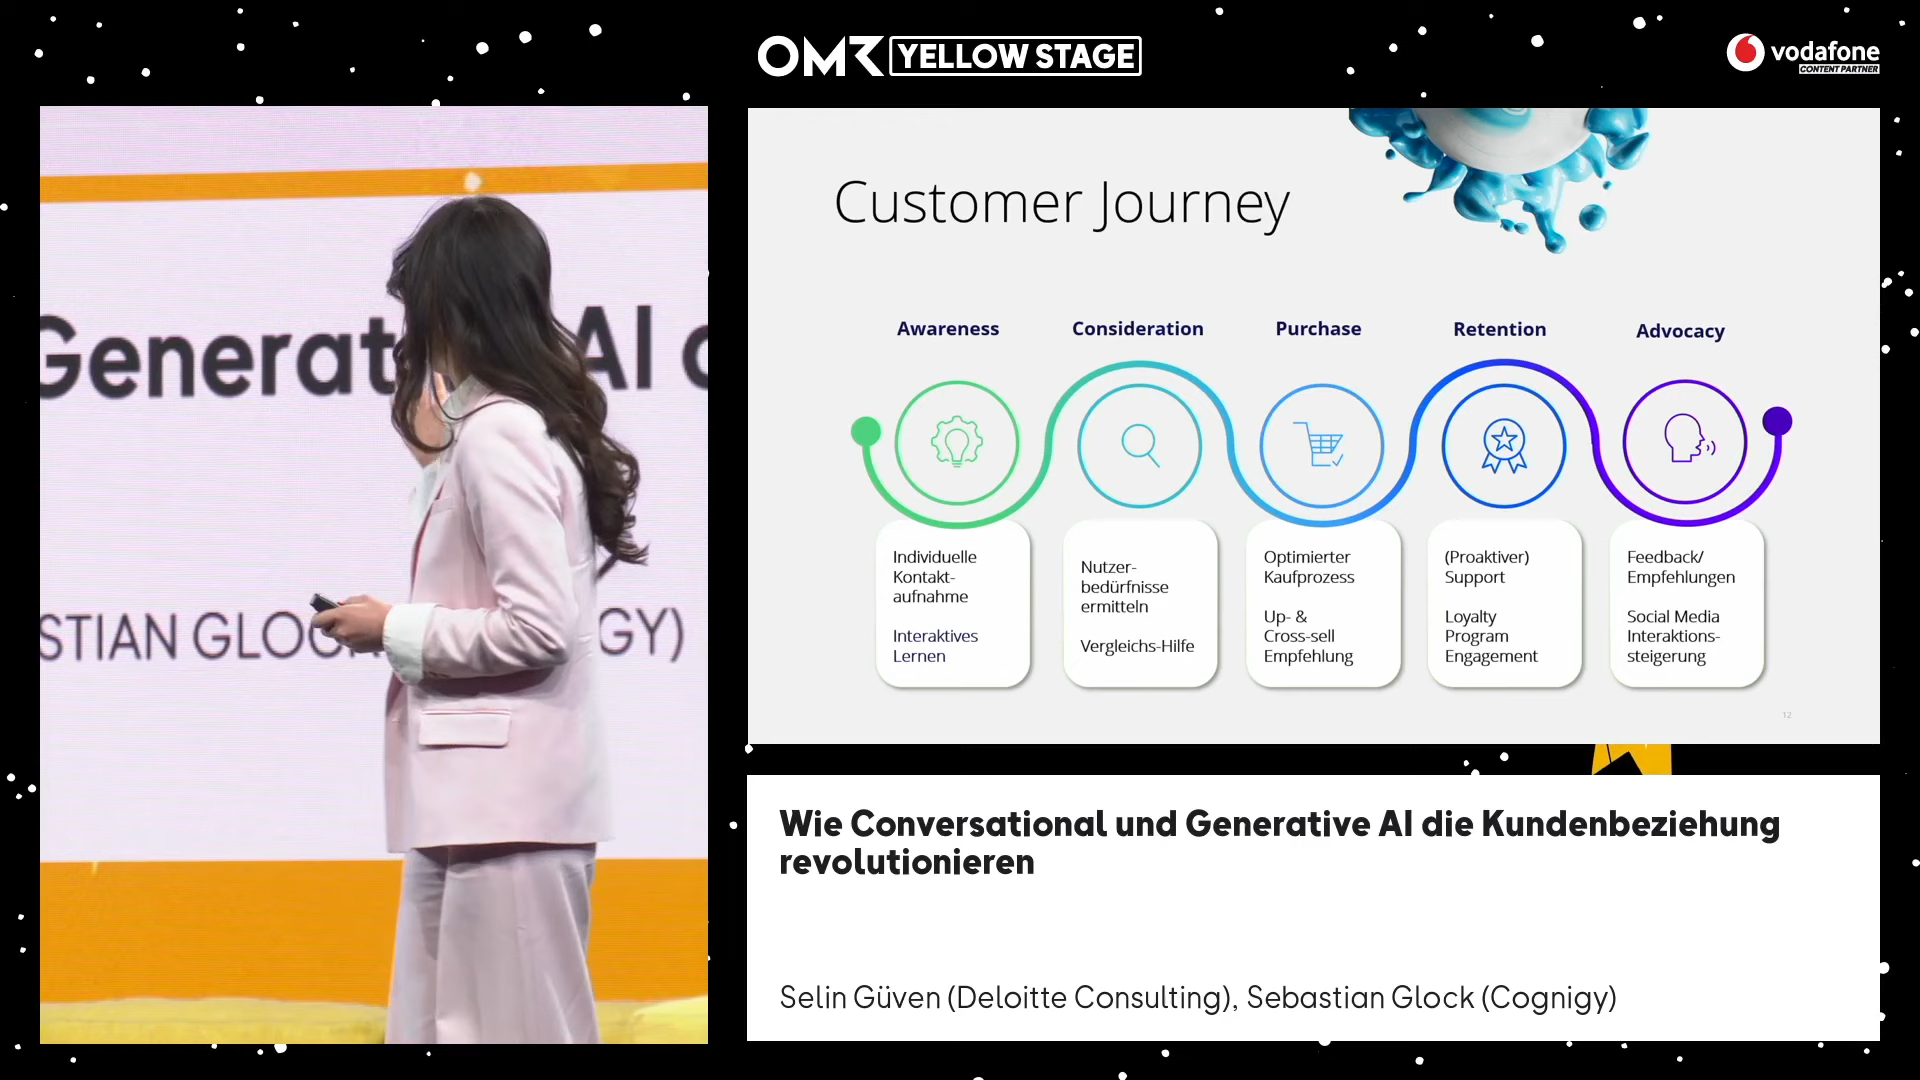 OMR YELLOW STAGE
vodafone
CONTENT PARTNER
Generat AI
STIAN GLOC GY)
Customer Journey
Awareness
Consideration
Purchase
Retention
Advocacy
Individuelle
Kontakt-
aufnahme
Interaktives
Lernen
Nutzer-
bedürfnisse
ermitteln
Vergleichs-Hilfe
Optimierter
Kaufprozess
Up- &
Cross-sell
Empfehlung
(Proaktiver)
Support
Loyalty
Program
Engagement
Feedback/
Empfehlungen
Social Media
Interaktions-
steigerung
12
Wie Conversational und Generative AI die Kundenbeziehung
revolutionieren
Selin Güven (Deloitte Consulting), Sebastian Glock (Cognigy)